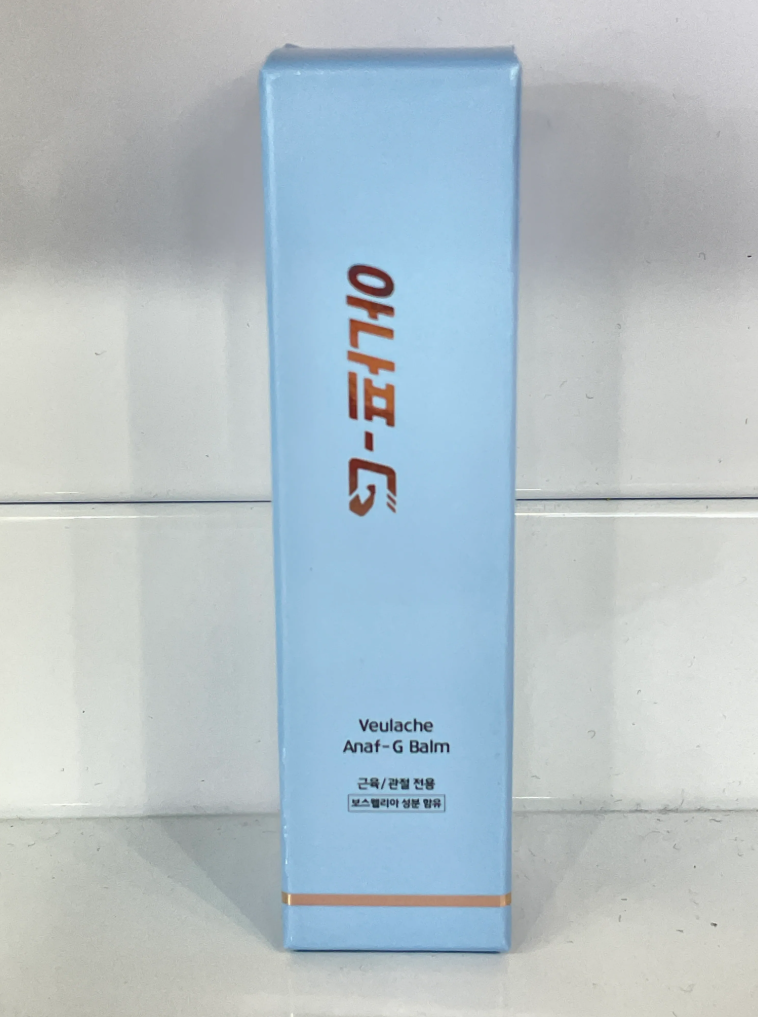 아나프-G
Veulache
Anaf-G Balm
근육/관절 전용
보스웰리아 성분 함유